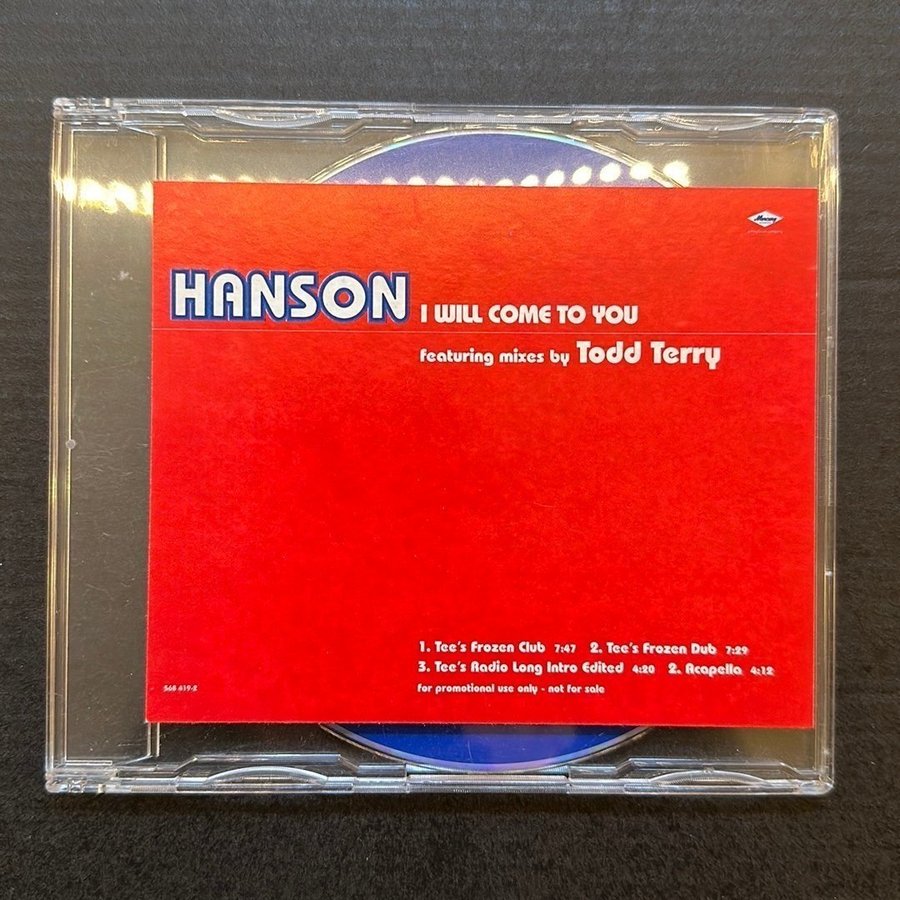 Mercury
HANSON
I WILL COME TO YOU
featuring mixes by Todd Terry
1. Tee's Frozen Club 7:47 2. Tee's Frozen Dub 7:29
3. Tee's Radio Long Intro Edited 4:20 2. Acapella 4:12
for promotional use only - not for sale